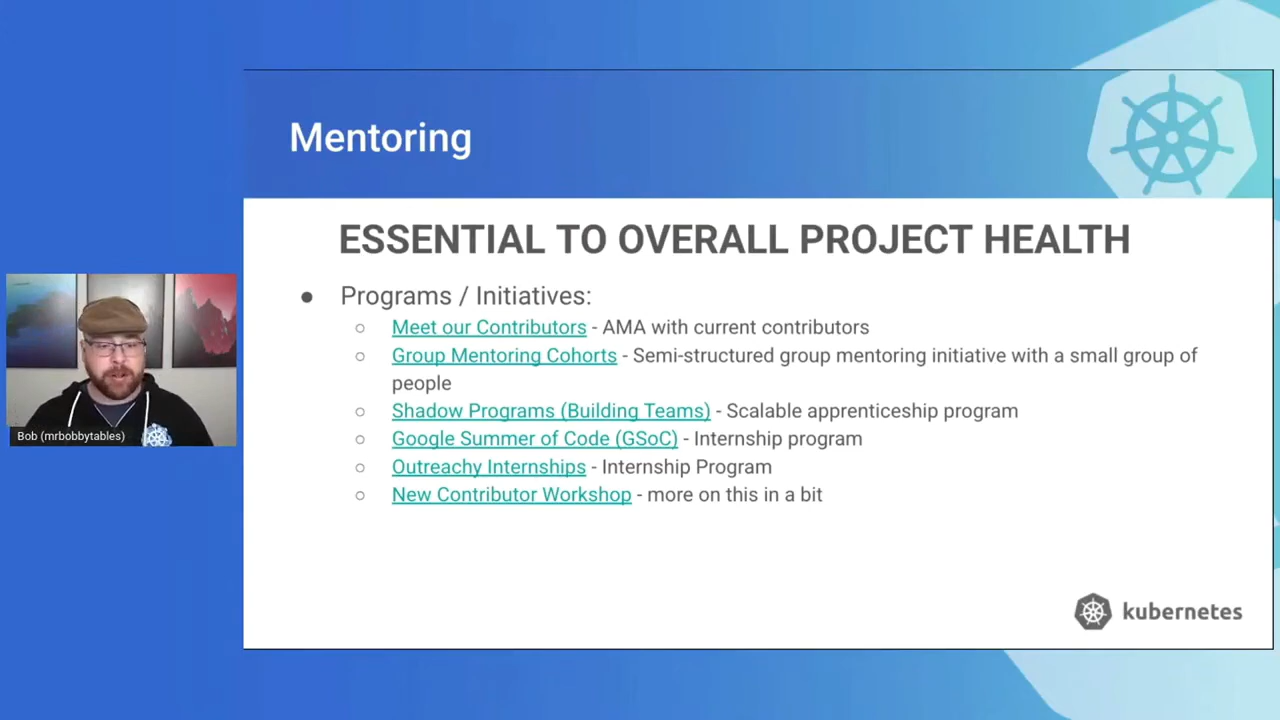 Mentoring
ESSENTIAL TO OVERALL PROJECT HEALTH
● Programs / Initiatives:
○ Meet our Contributors - AMA with current contributors
○ Group Mentoring Cohorts - Semi-structured group mentoring initiative with a small group of
people
○ Shadow Programs (Building Teams) - Scalable apprenticeship program
○ Google Summer of Code (GSoC) - Internship program
○ Outreachy Internships - Internship Program
○ New Contributor Workshop - more on this in a bit
Bob (mrbobbytables)
kubernetes